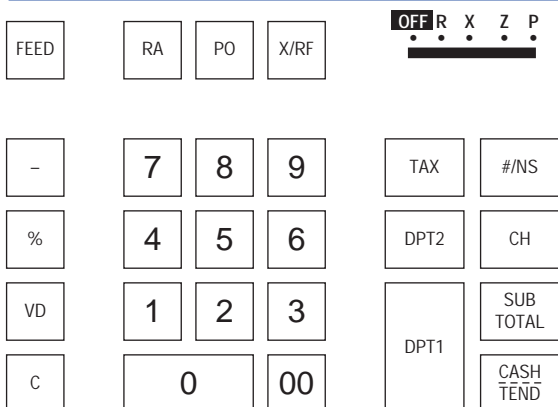 OFF R X Z P
FEED RA PO X/RF
– 7 8 9 TAX #/NS
% 4 5 6 DPT2 CH
VD 1 2 3 DPT1 SUB TOTAL
C 0 00 CASH TEND